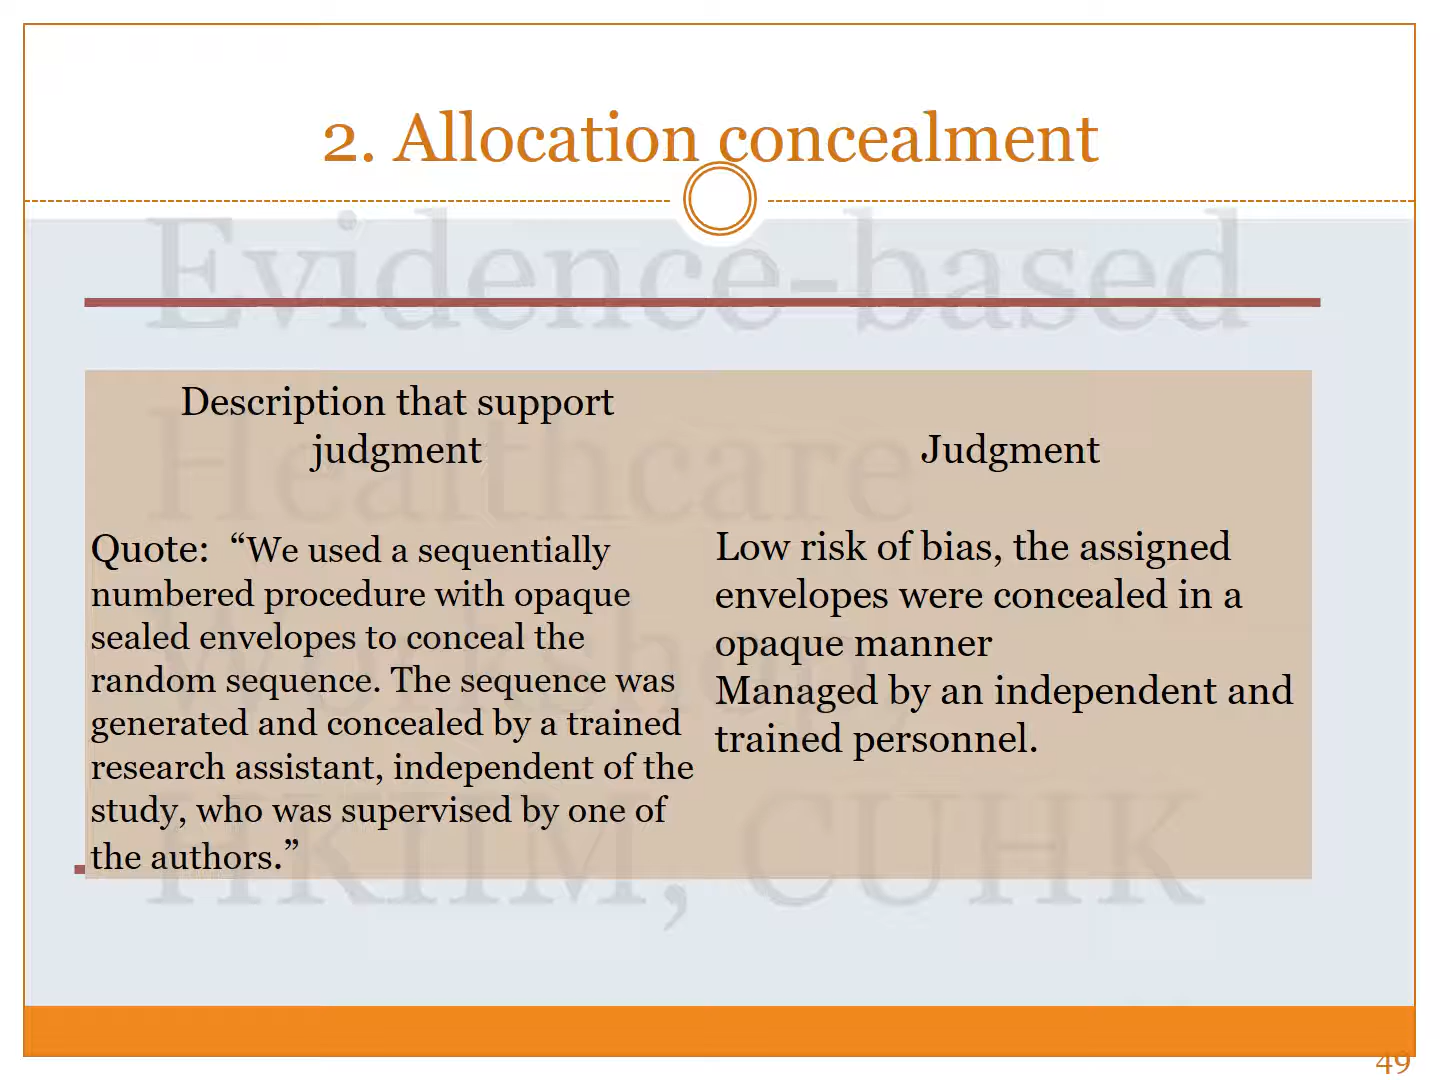 2. Allocation concealment
Evidence-based
Healthcare
Workshop,
HKIIM, CUHK
Description that support
judgment
Judgment
Quote: “We used a sequentially
numbered procedure with opaque
sealed envelopes to conceal the
random sequence. The sequence was
generated and concealed by a trained
research assistant, independent of the
study, who was supervised by one of
the authors.”
Low risk of bias, the assigned
envelopes were concealed in a
opaque manner
Managed by an independent and
trained personnel.
49